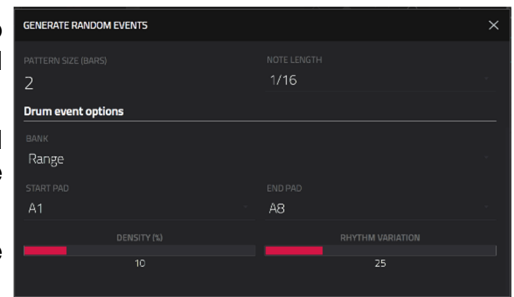 GENERATE RANDOM EVENTS
PATTERN SIZE (BARS) NOTE LENGTH
2 1/16
Drum event options
BANK
Range
START PAD END PAD
A1 A8
DENSITY (%) RHYTHM VARIATION
10 25